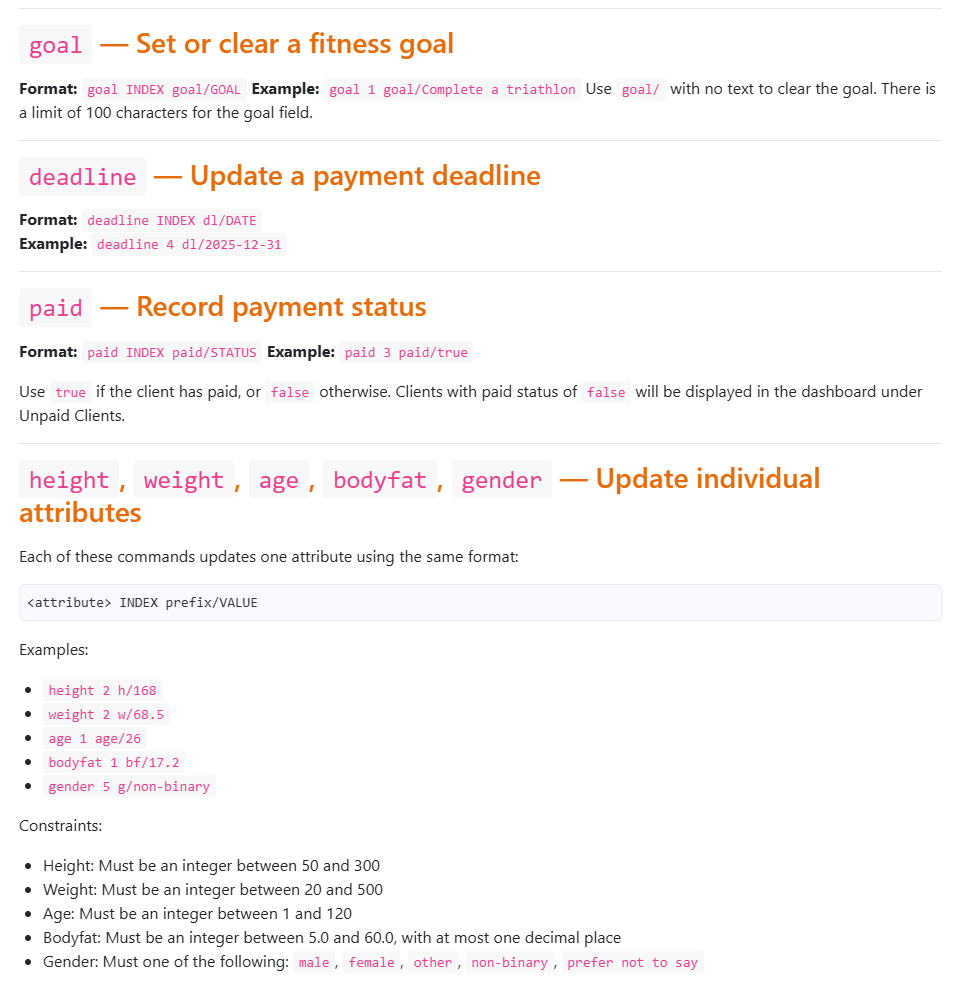 goal — Set or clear a fitness goal
Format: goal INDEX goal/GOAL Example: goal 1 goal/Complete a triathlon Use goal/ with no text to clear the goal. There is
a limit of 100 characters for the goal field.
deadline — Update a payment deadline
Format: deadline INDEX dl/DATE
Example: deadline 4 dl/2025-12-31
paid — Record payment status
Format: paid INDEX paid/STATUS Example: paid 3 paid/true
Use true if the client has paid, or false otherwise. Clients with paid status of false will be displayed in the dashboard under
Unpaid Clients.
height, weight, age, bodyfat, gender — Update individual
attributes
Each of these commands updates one attribute using the same format:
<attribute> INDEX prefix/VALUE
Examples:
• height 2 h/168
• weight 2 w/68.5
• age 1 age/26
• bodyfat 1 bf/17.2
• gender 5 g/non-binary
Constraints:
• Height: Must be an integer between 50 and 300
• Weight: Must be an integer between 20 and 500
• Age: Must be an integer between 1 and 120
• Bodyfat: Must be an integer between 5.0 and 60.0, with at most one decimal place
• Gender: Must one of the following: male, female, other, non-binary, prefer not to say